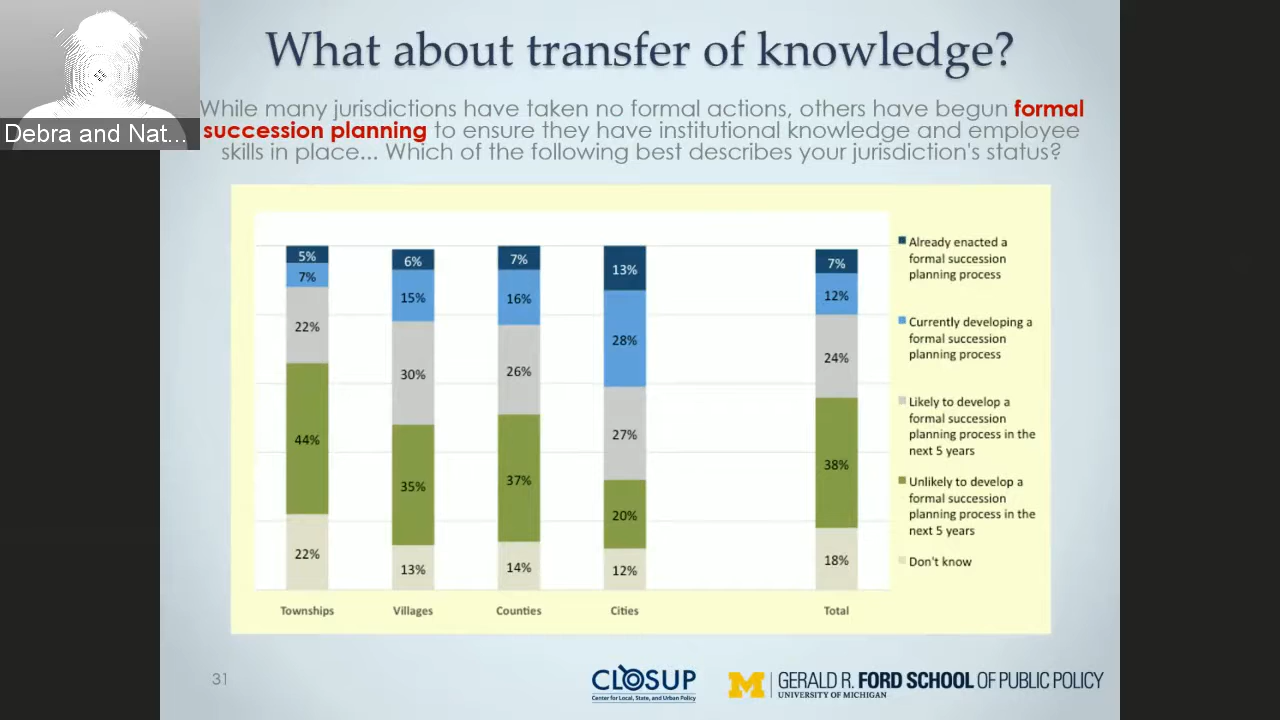 What about transfer of knowledge?
While many jurisdictions have taken no formal actions, others have begun formal
succession planning to ensure they have institutional knowledge and employee
skills in place... Which of the following best describes your jurisdiction's status?
Debra and Nat...
5%
7%
22%
44%
22%
Townships
6%
15%
30%
35%
13%
Villages
7%
16%
26%
37%
14%
Counties
13%
28%
27%
20%
12%
Cities
7%
12%
24%
38%
18%
Total
Already enacted a
formal succession
planning process
Currently developing a
formal succession
planning process
Likely to develop a
formal succession
planning process in the
next 5 years
Unlikely to develop a
formal succession
planning process in the
next 5 years
Don't know
31
CLOSUP
Center for Local, State, and Urban Policy
M
GERALD R. FORD SCHOOL OF PUBLIC POLICY
UNIVERSITY OF MICHIGAN